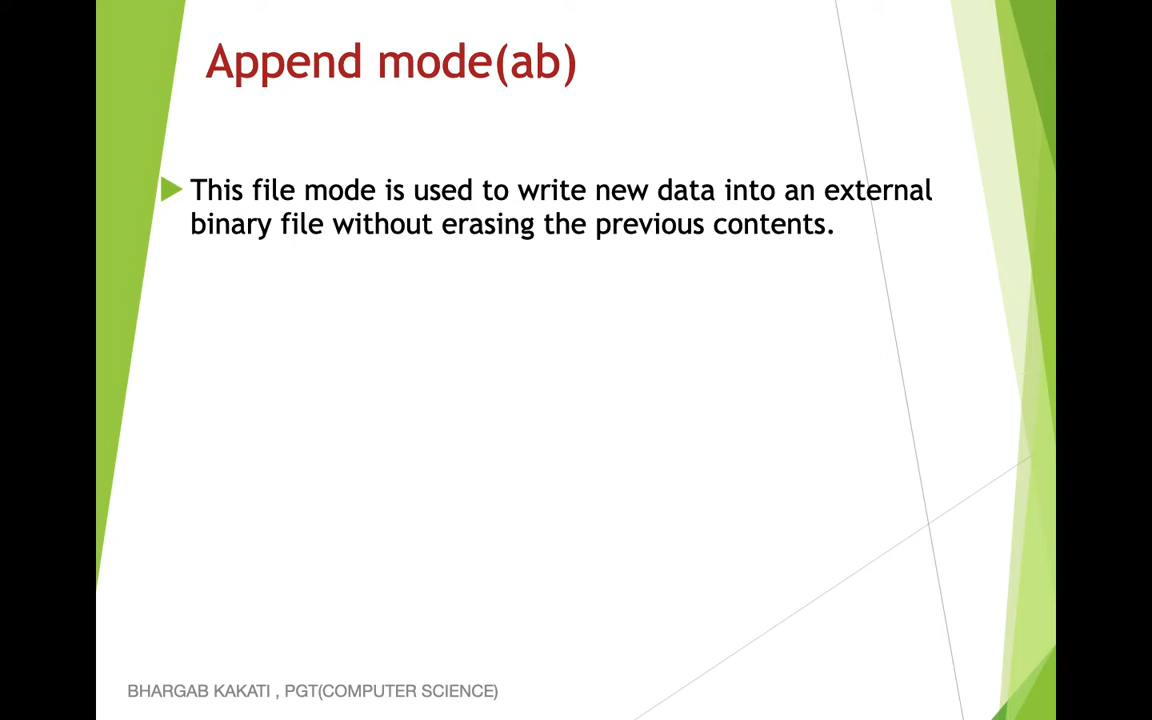 Append mode(ab)
This file mode is used to write new data into an external
binary file without erasing the previous contents.
BHARGAB KAKATI , PGT(COMPUTER SCIENCE)